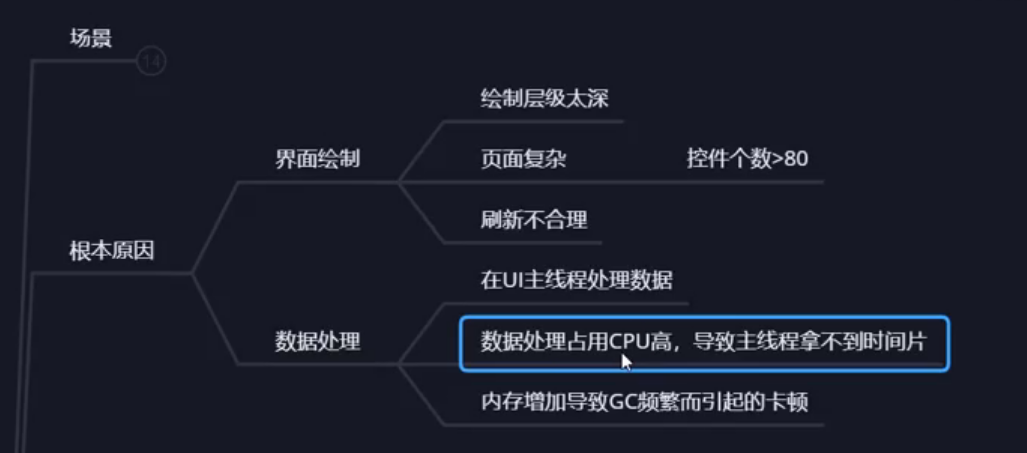 场景
14
绘制层级太深
界面绘制
页面复杂
控件个数>80
刷新不合理
根本原因
在UI主线程处理数据
数据处理
数据处理占用CPU高，导致主线程拿不到时间片
内存增加导致GC频繁而引起的卡顿